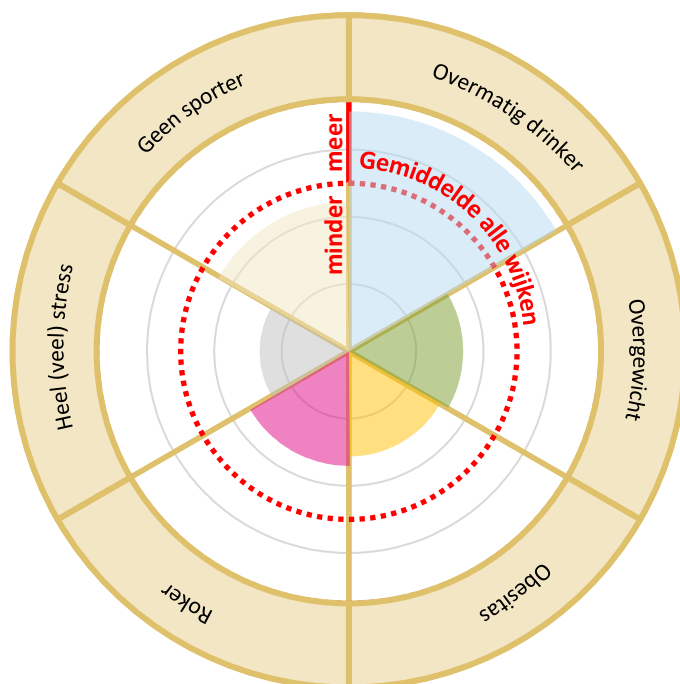 Geen sporter
Overmatig drinker
meer
Gemiddelde alle wijken
minder
Heel (veel) stress
Overgewicht
Roker
Obesitas